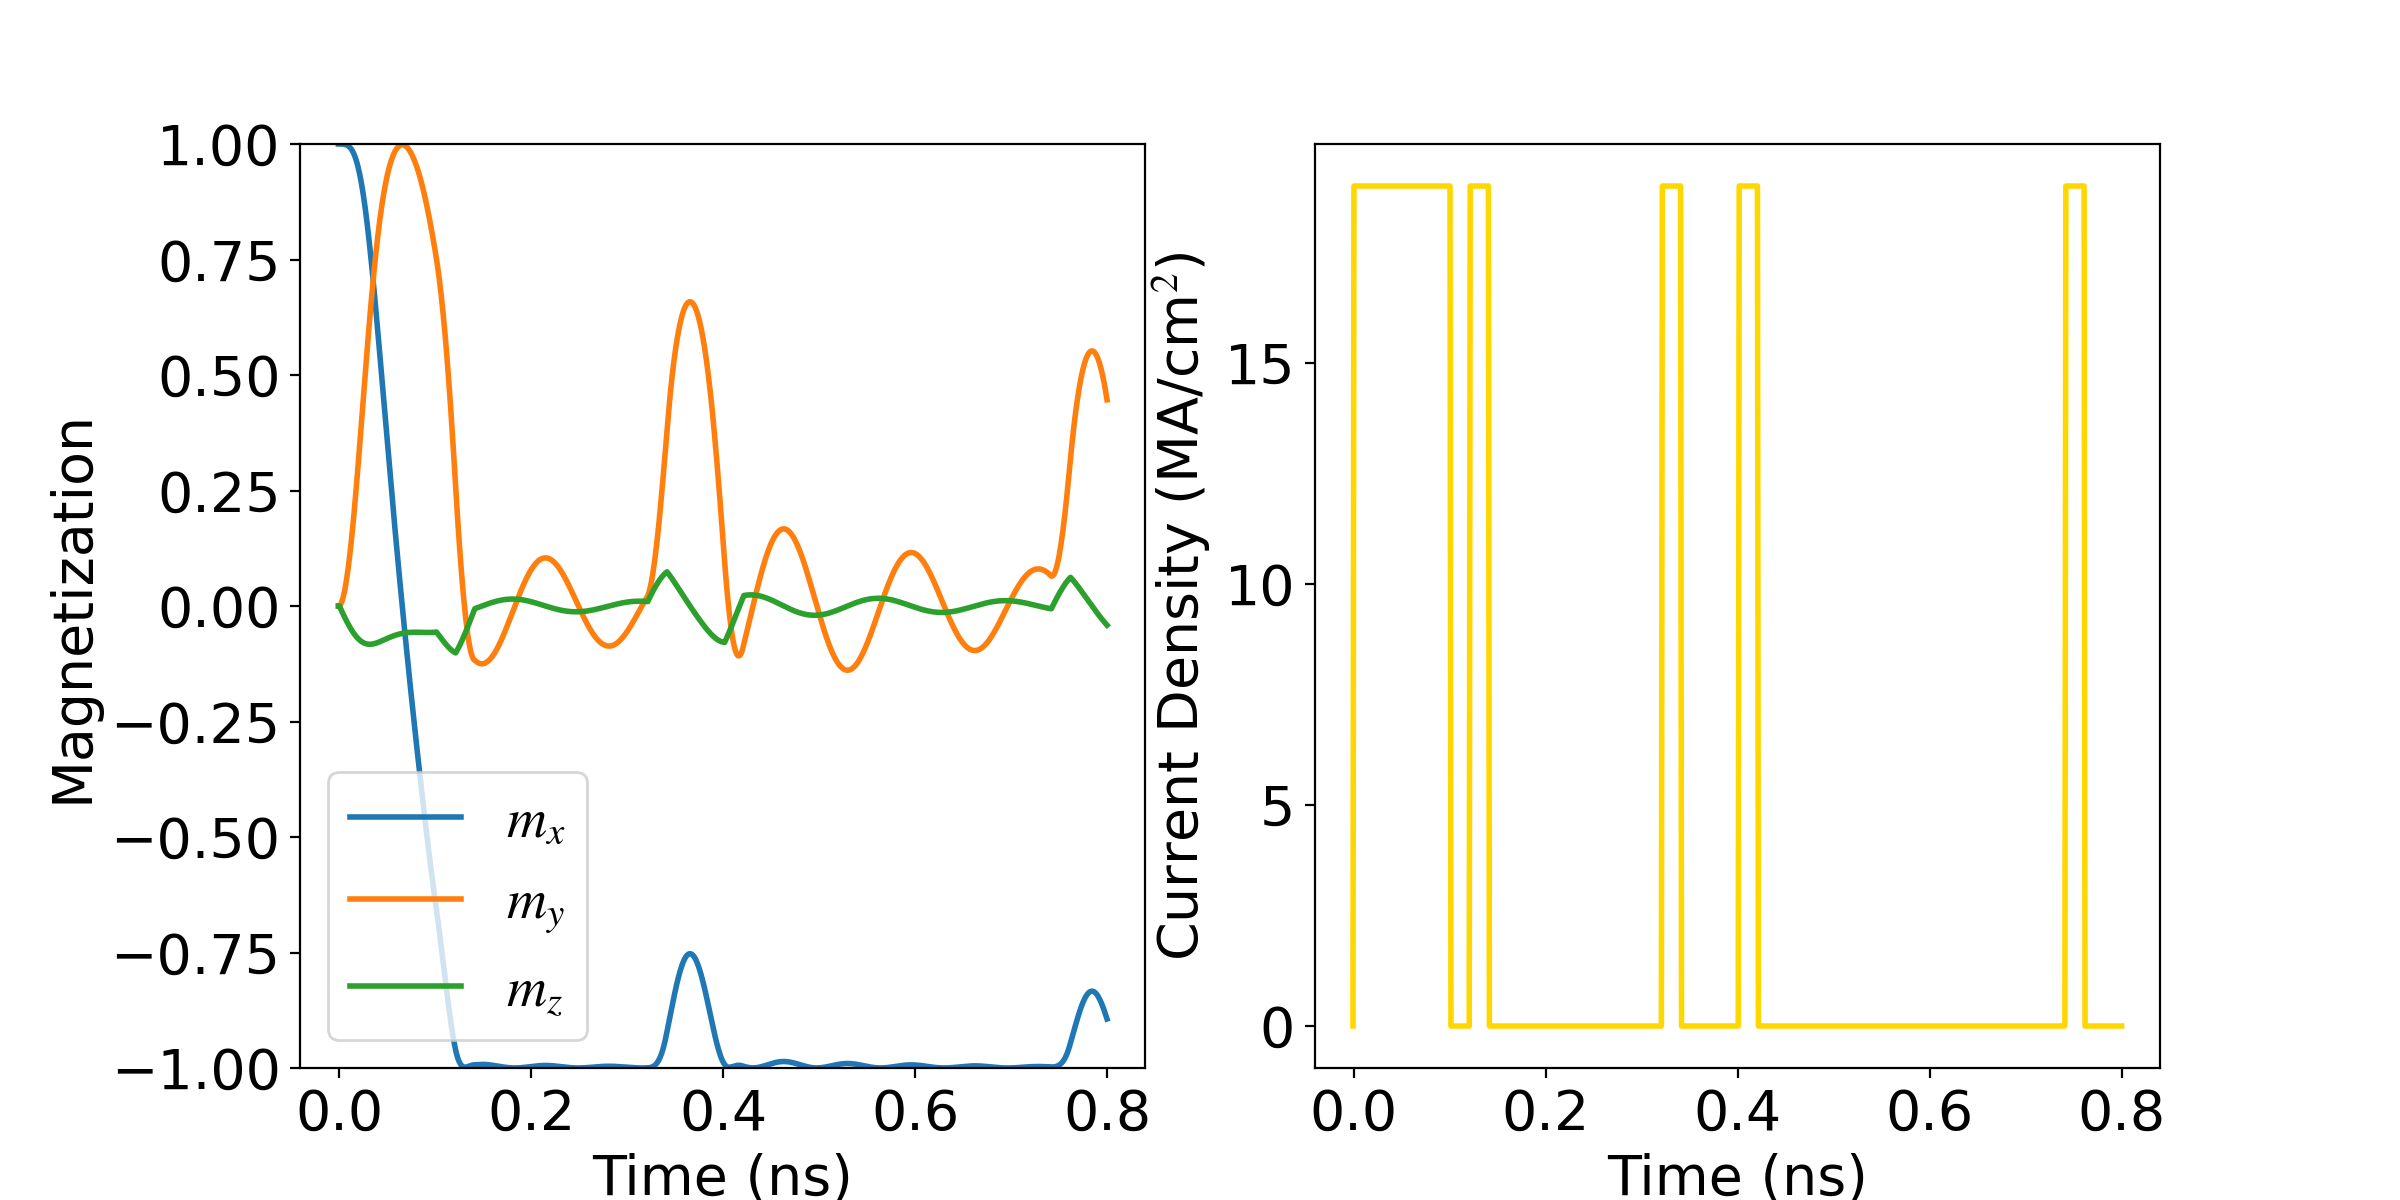 Magnetization
1.00
0.75
0.50
0.25
0.00
−0.25
−0.50
−0.75
−1.00
m_x
m_y
m_z
0.0 0.2 0.4 0.6 0.8
Time (ns)
Current Density (MA/cm²)
15
10
5
0
0.0 0.2 0.4 0.6 0.8
Time (ns)